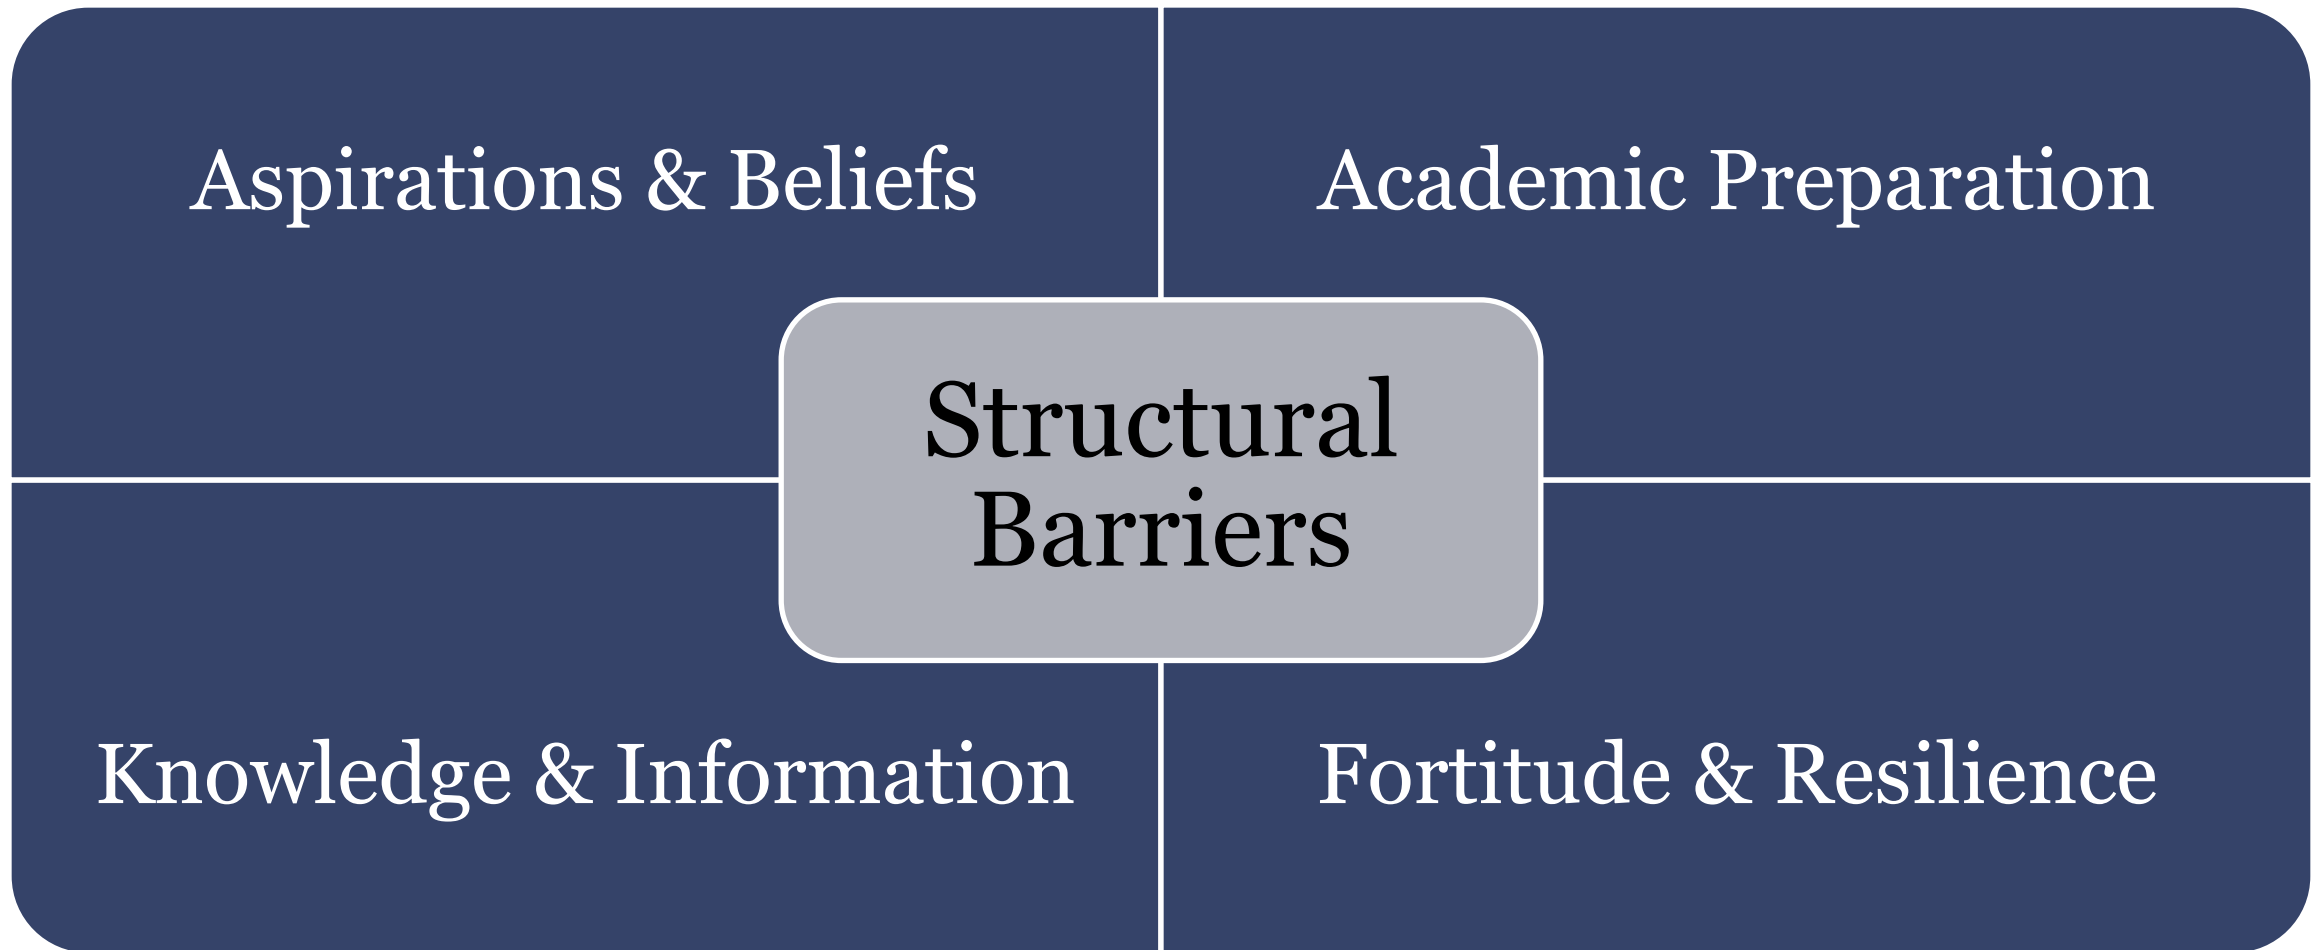 Aspirations & Beliefs
Academic Preparation
Structural
Barriers
Knowledge & Information
Fortitude & Resilience